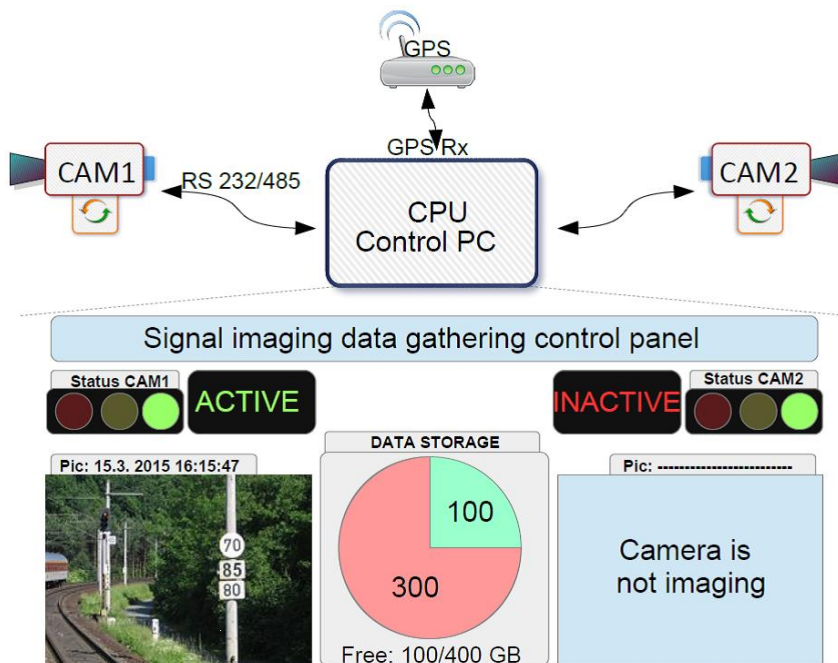 GPS
GPS Rx
CAM1
RS 232/485
CPU
Control PC
CAM2
Signal imaging data gathering control panel
Status CAM1
ACTIVE
INACTIVE
Status CAM2
DATA STORAGE
Pic: 15.3. 2015 16:15:47
Pic: -------------------------
100
300
70
85
80
Camera is
not imaging
Free: 100/400 GB